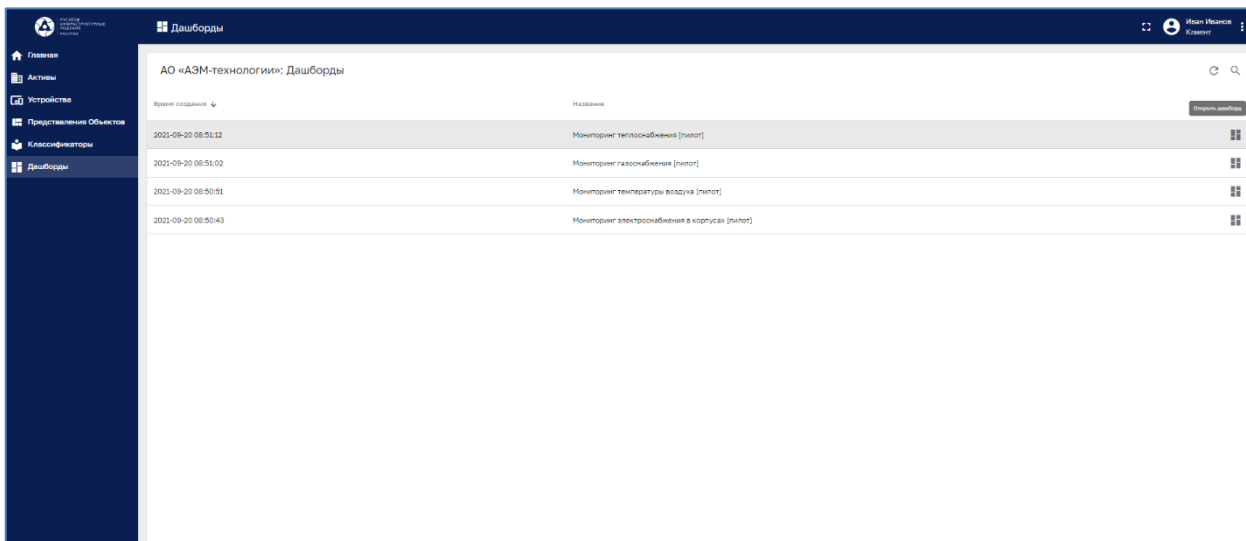 Дашборды
Иван Иванов
Клиент
Главная
Активы
Устройства
Представления Объектов
Классификаторы
Дашборды
АО «АЭМ-технологии»: Дашборды
Время создания
Название
Открыть дашборд
2021-09-20 08:51:12
Мониторинг теплоснабжения [пилот]
2021-09-20 08:51:02
Мониторинг газоснабжения [пилот]
2021-09-20 08:50:51
Мониторинг температуры воздуха [пилот]
2021-09-20 08:50:43
Мониторинг электроснабжения в корпусах [пилот]